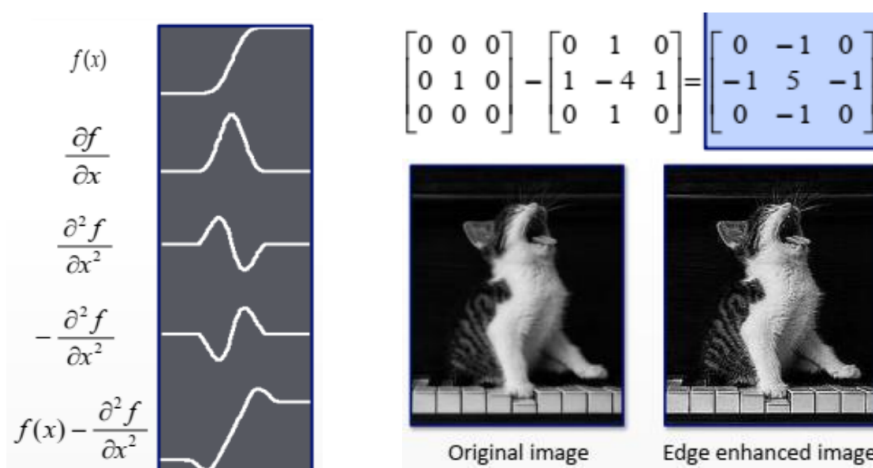 f(x)
∂f/∂x
∂²f/∂x²
-∂²f/∂x²
f(x) - ∂²f/∂x²
[0 0 0; 0 1 0; 0 0 0] - [0 1 0; 1 -4 1; 0 1 0] = [0 -1 0; -1 5 -1; 0 -1 0]
Original image
Edge enhanced image